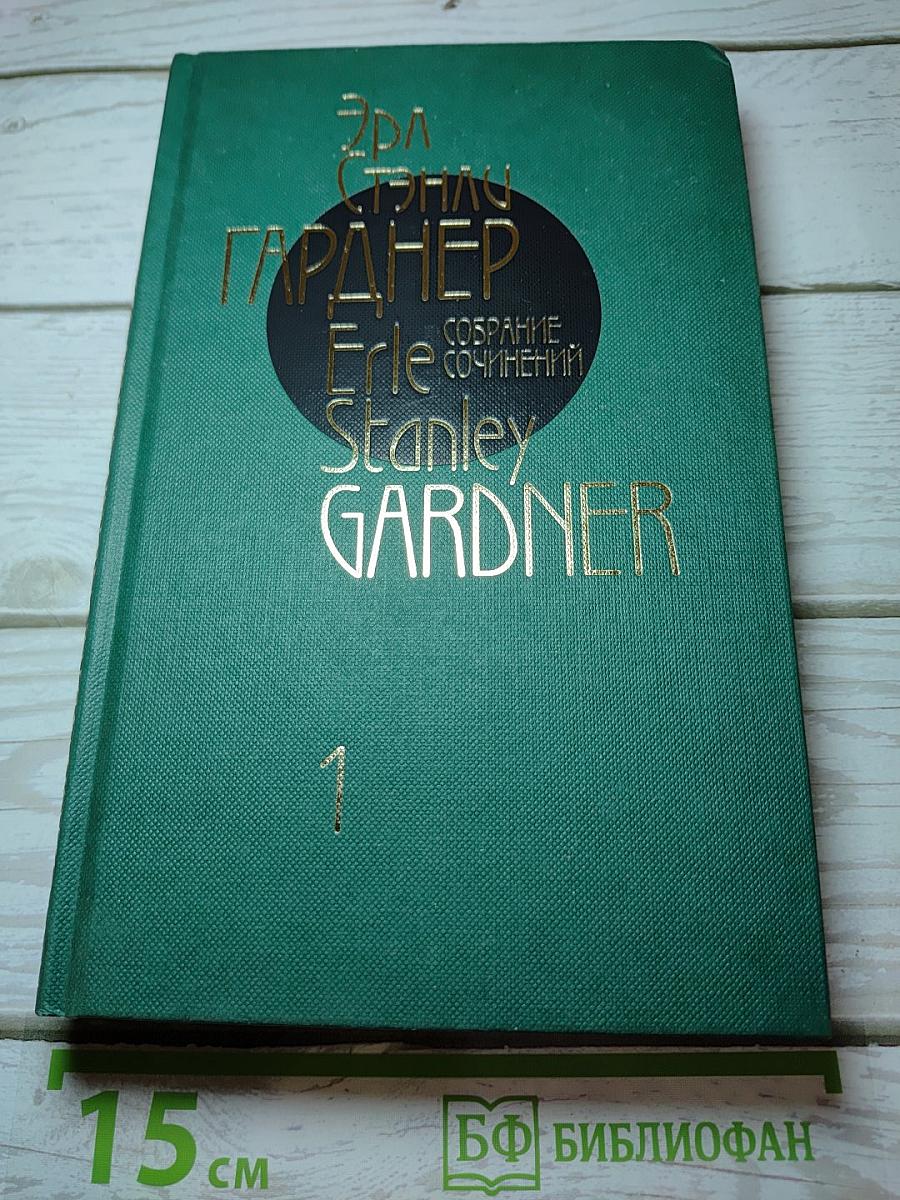 Эрл
Стэнли
ГАРДНЕР
Erle
СОБРАНИЕ
СОЧИНЕНИЙ
Stanley
GARDNER
1
15 см
БФ БИБЛИОФАН